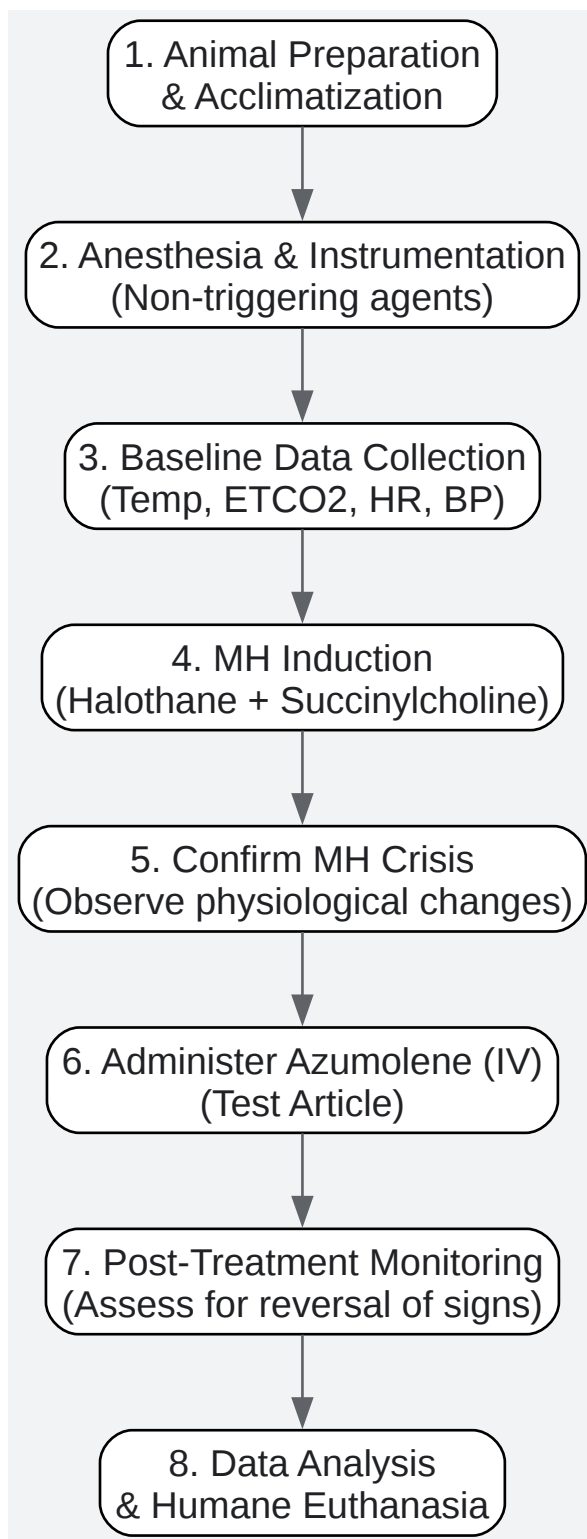 1. Animal Preparation
& Acclimatization
2. Anesthesia & Instrumentation
(Non-triggering agents)
3. Baseline Data Collection
(Temp, ETCO2, HR, BP)
4. MH Induction
(Halothane + Succinylcholine)
5. Confirm MH Crisis
(Observe physiological changes)
6. Administer Azumolene (IV)
(Test Article)
7. Post-Treatment Monitoring
(Assess for reversal of signs)
8. Data Analysis
& Humane Euthanasia